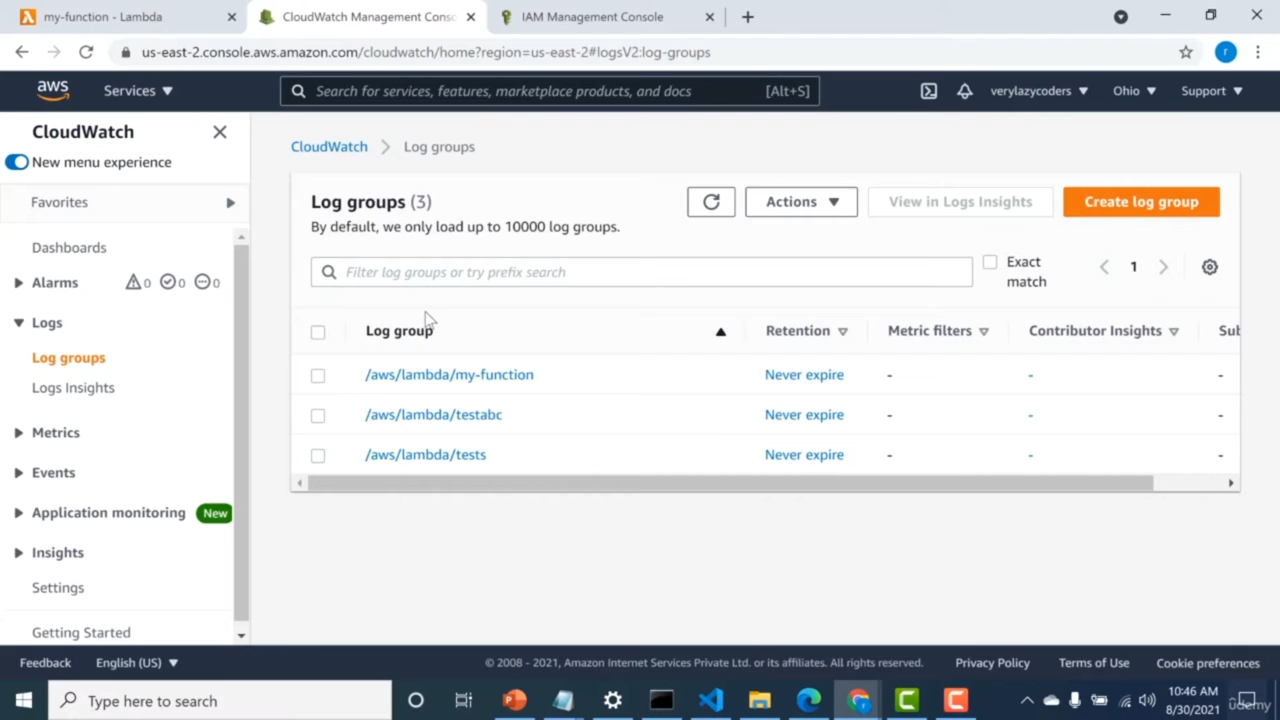 my-function - Lambda
CloudWatch Management Conso
IAM Management Console
us-east-2.console.aws.amazon.com/cloudwatch/home?region=us-east-2#logsV2:log-groups
r
aws
Services
Search for services, features, marketplace products, and docs
[Alt+S]
verylazycoders
Ohio
Support
CloudWatch
New menu experience
Favorites
Dashboards
Alarms
0
0
0
Logs
Log groups
Logs Insights
Metrics
Events
Application monitoring
New
Insights
Settings
Getting Started
CloudWatch
Log groups
Log groups (3)
By default, we only load up to 10000 log groups.
Actions
View in Logs Insights
Create log group
Filter log groups or try prefix search
Exact
match
1
Log group
Retention
Metric filters
Contributor Insights
Sub
/aws/lambda/my-function
Never expire
-
-
-
/aws/lambda/testabc
Never expire
-
-
-
/aws/lambda/tests
Never expire
-
-
-
Feedback
English (US)
© 2008 - 2021, Amazon Internet Services Private Ltd. or its affiliates. All rights reserved.
Privacy Policy
Terms of Use
Cookie preferences
Type here to search
10:46 AM
8/30/2021
udemy